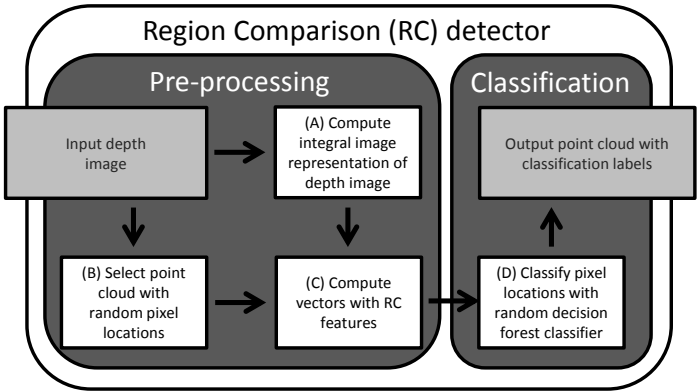 Region Comparison (RC) detector
Pre-processing
Classification
Input depth
image
(A) Compute
integral image
representation of
depth image
Output point cloud with
classification labels
(B) Select point
cloud with
random pixel
locations
(C) Compute
vectors with RC
features
(D) Classify pixel
locations with
random decision
forest classifier